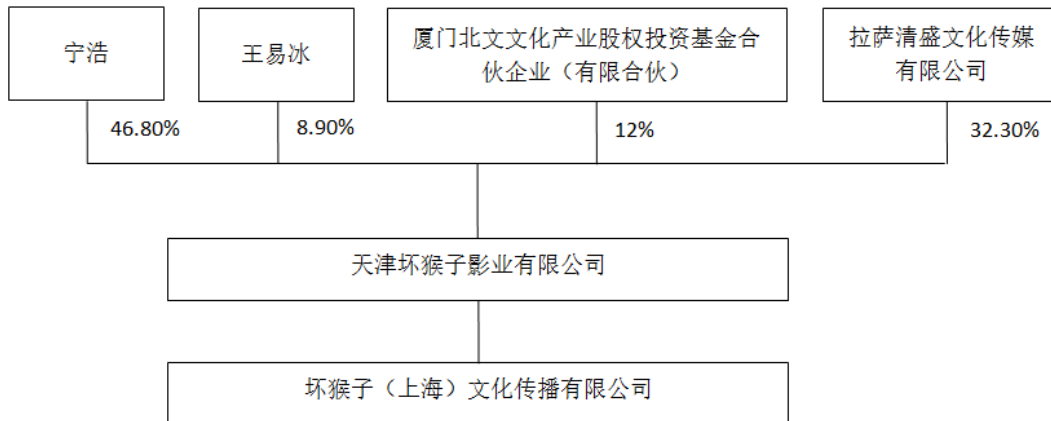 宁浩
王易冰
厦门北文文化产业股权投资基金合
伙企业（有限合伙）
拉萨清盛文化传媒
有限公司
46.80%
8.90%
12%
32.30%
天津坏猴子影业有限公司
坏猴子（上海）文化传播有限公司